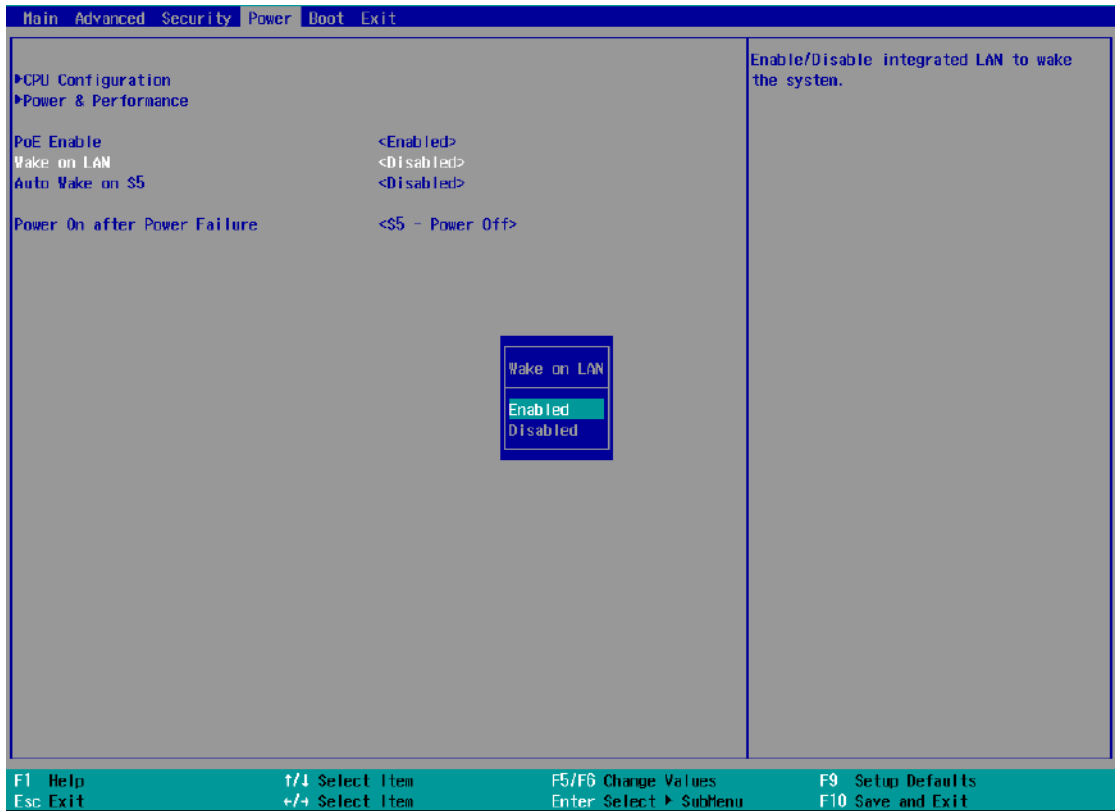 Main Advanced Security Power Boot Exit
▶CPU Configuration
▶Power & Performance
PoE Enable <Enabled>
Wake on LAN <Disabled>
Auto Wake on S5 <Disabled>
Power On after Power Failure <S5 - Power Off>
Enable/Disable integrated LAN to wake
the system.
Wake on LAN
Enabled
Disabled
F1 Help ↑/↓ Select Item F5/F6 Change Values F9 Setup Defaults
Esc Exit ←/→ Select Item Enter Select ▶ SubMenu F10 Save and Exit